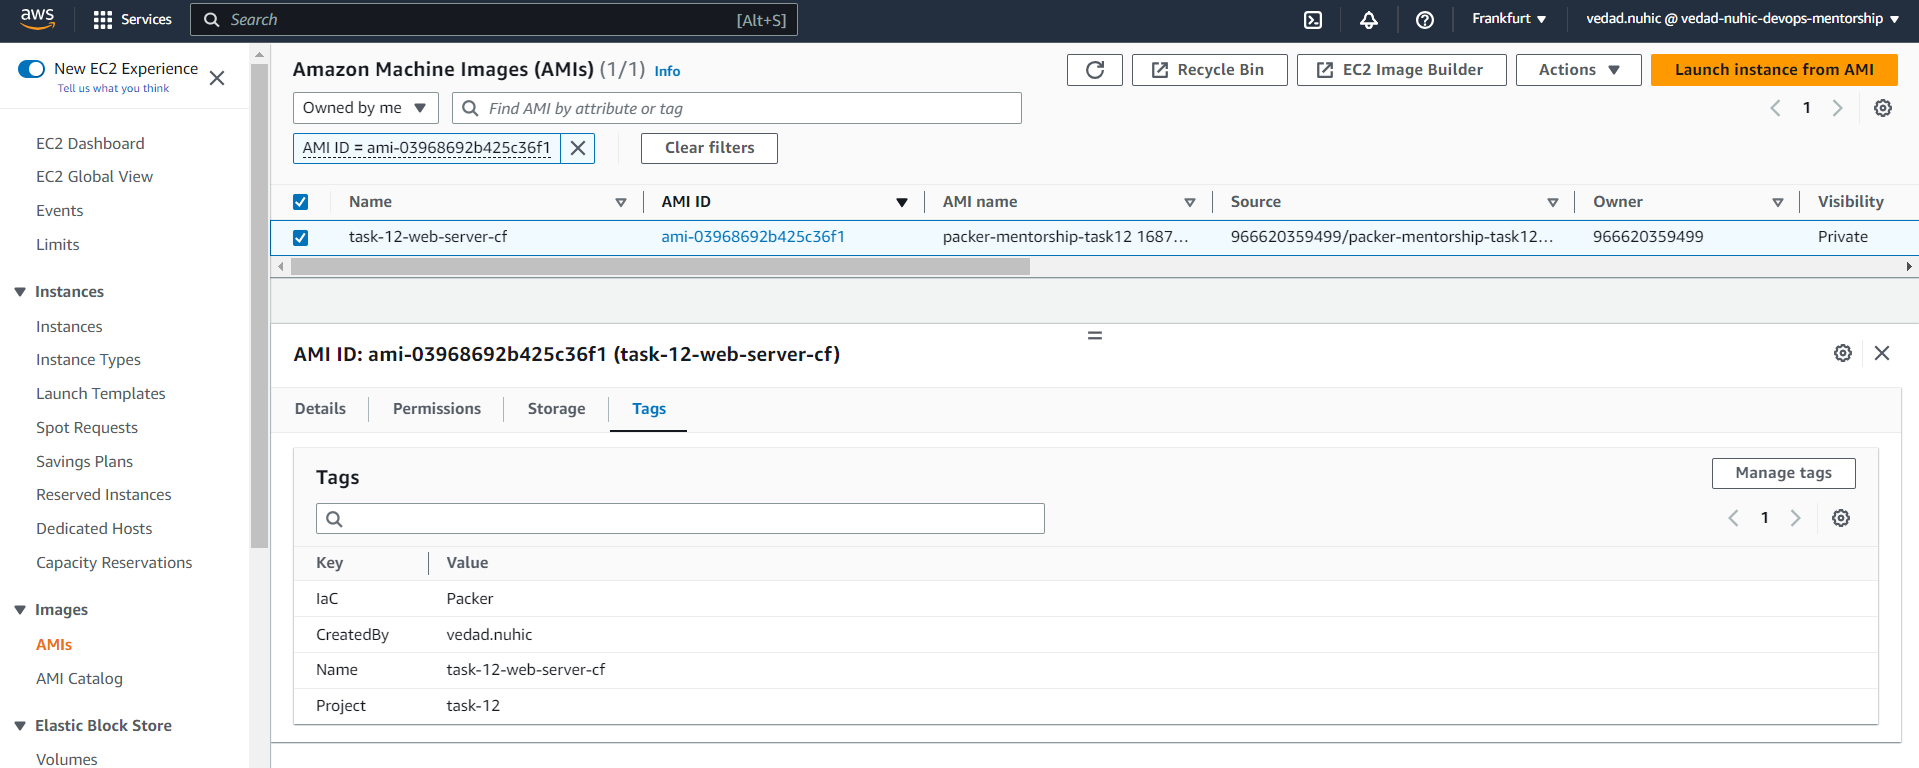 aws
Services
Search
[Alt+S]
Frankfurt
vedad.nuhic @ vedad-nuhic-devops-mentorship
New EC2 Experience
Tell us what you think
EC2 Dashboard
EC2 Global View
Events
Limits
Instances
Instances
Instance Types
Launch Templates
Spot Requests
Savings Plans
Reserved Instances
Dedicated Hosts
Capacity Reservations
Images
AMIs
AMI Catalog
Elastic Block Store
Volumes
Amazon Machine Images (AMIs) (1/1) Info
Recycle Bin
EC2 Image Builder
Actions
Launch instance from AMI
Owned by me
Find AMI by attribute or tag
1
AMI ID = ami-03968692b425c36f1
Clear filters
Name AMI ID AMI name Source Owner Visibility
task-12-web-server-cf ami-03968692b425c36f1 packer-mentorship-task12 1687... 966620359499/packer-mentorship-task12... 966620359499 Private
AMI ID: ami-03968692b425c36f1 (task-12-web-server-cf)
Details Permissions Storage Tags
Tags
Manage tags
1
Key Value
IaC Packer
CreatedBy vedad.nuhic
Name task-12-web-server-cf
Project task-12